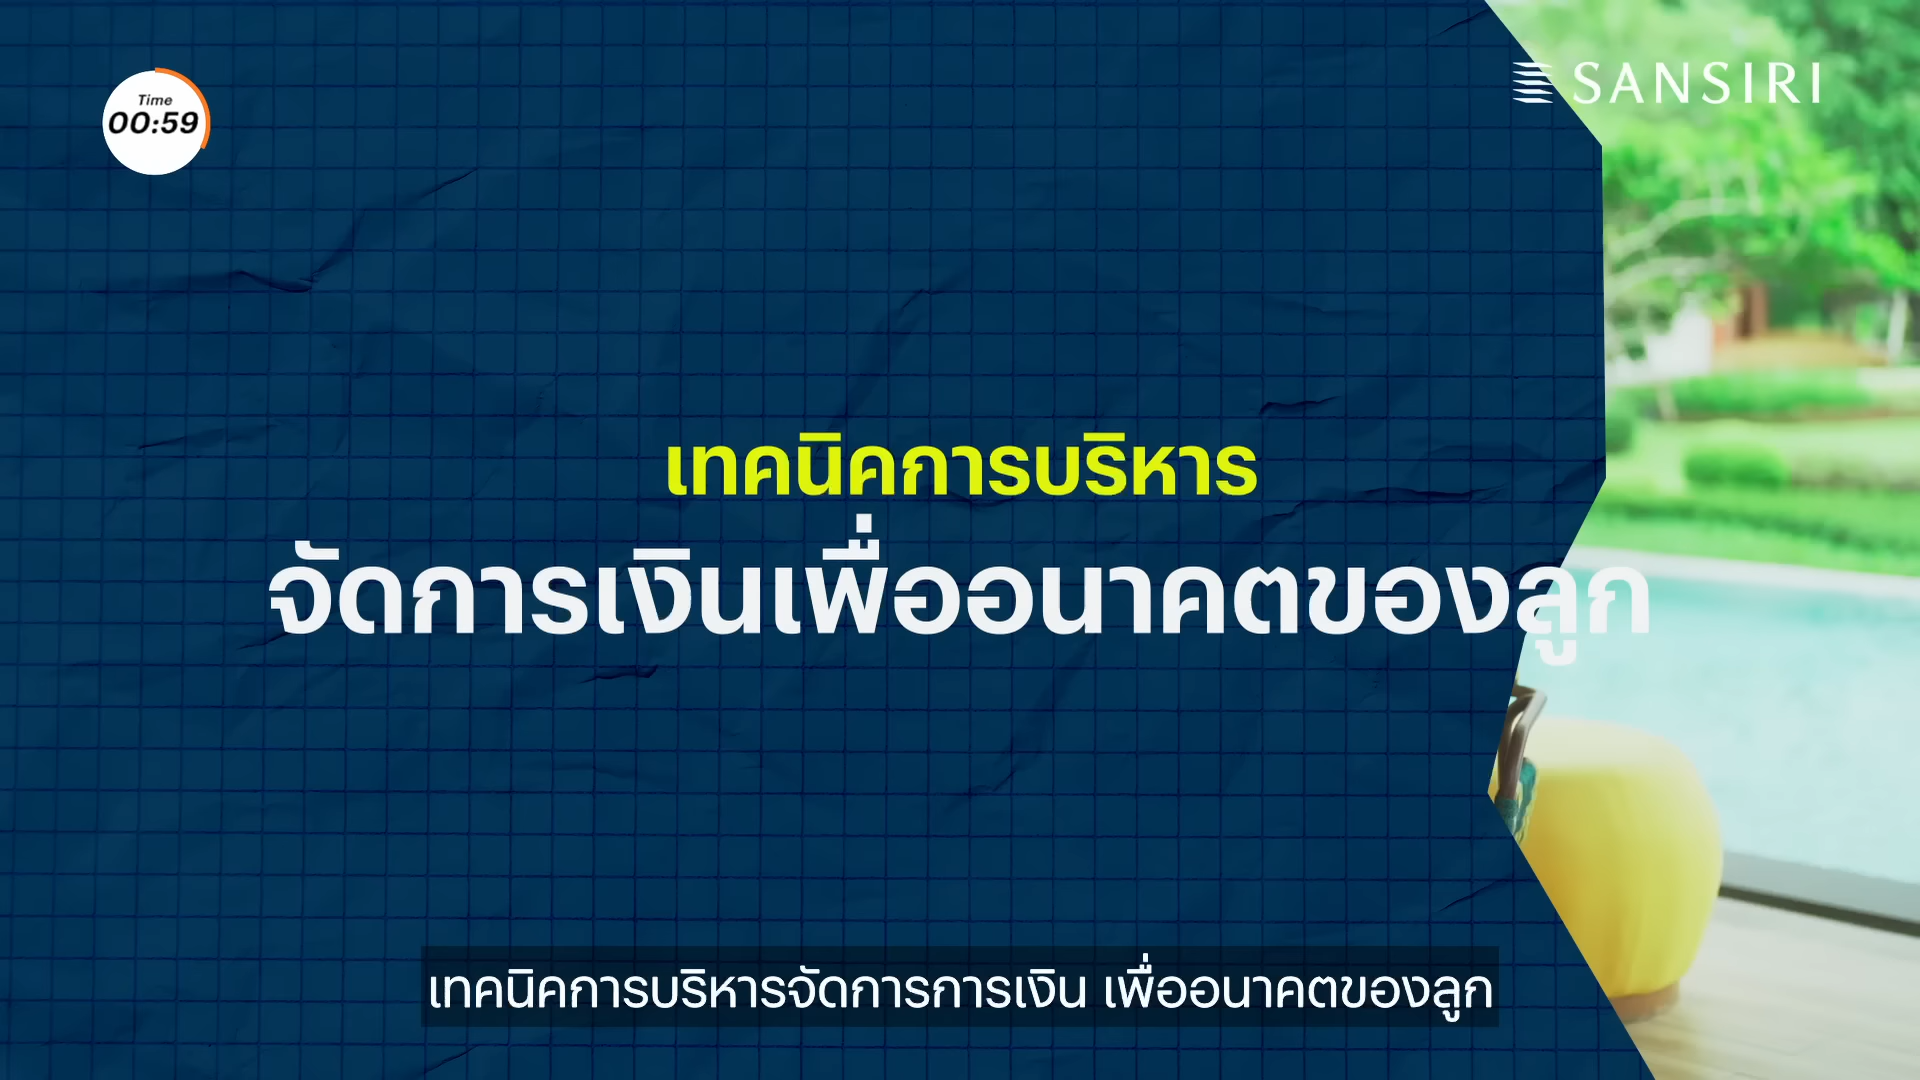 Time
00:59
SANSIRI
เทคนิคการบริหาร
จัดการเงินเพื่ออนาคตของลูก
เทคนิคการบริหารจัดการการเงิน เพื่ออนาคตของลูก